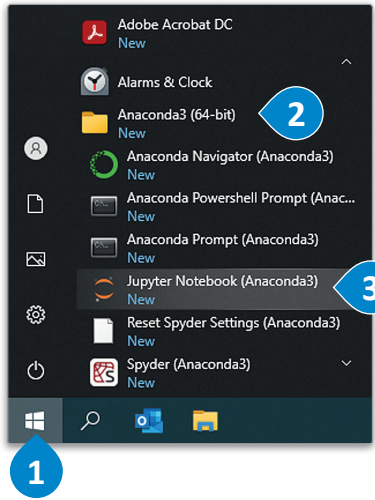 Adobe Acrobat DC
New
Alarms & Clock
Anaconda3 (64-bit)
New
2
Anaconda Navigator (Anaconda3)
New
Anaconda Powershell Prompt (Anac...
New
Anaconda Prompt (Anaconda3)
New
Jupyter Notebook (Anaconda3)
New
3
Reset Spyder Settings (Anaconda3)
New
Spyder (Anaconda3)
New
1